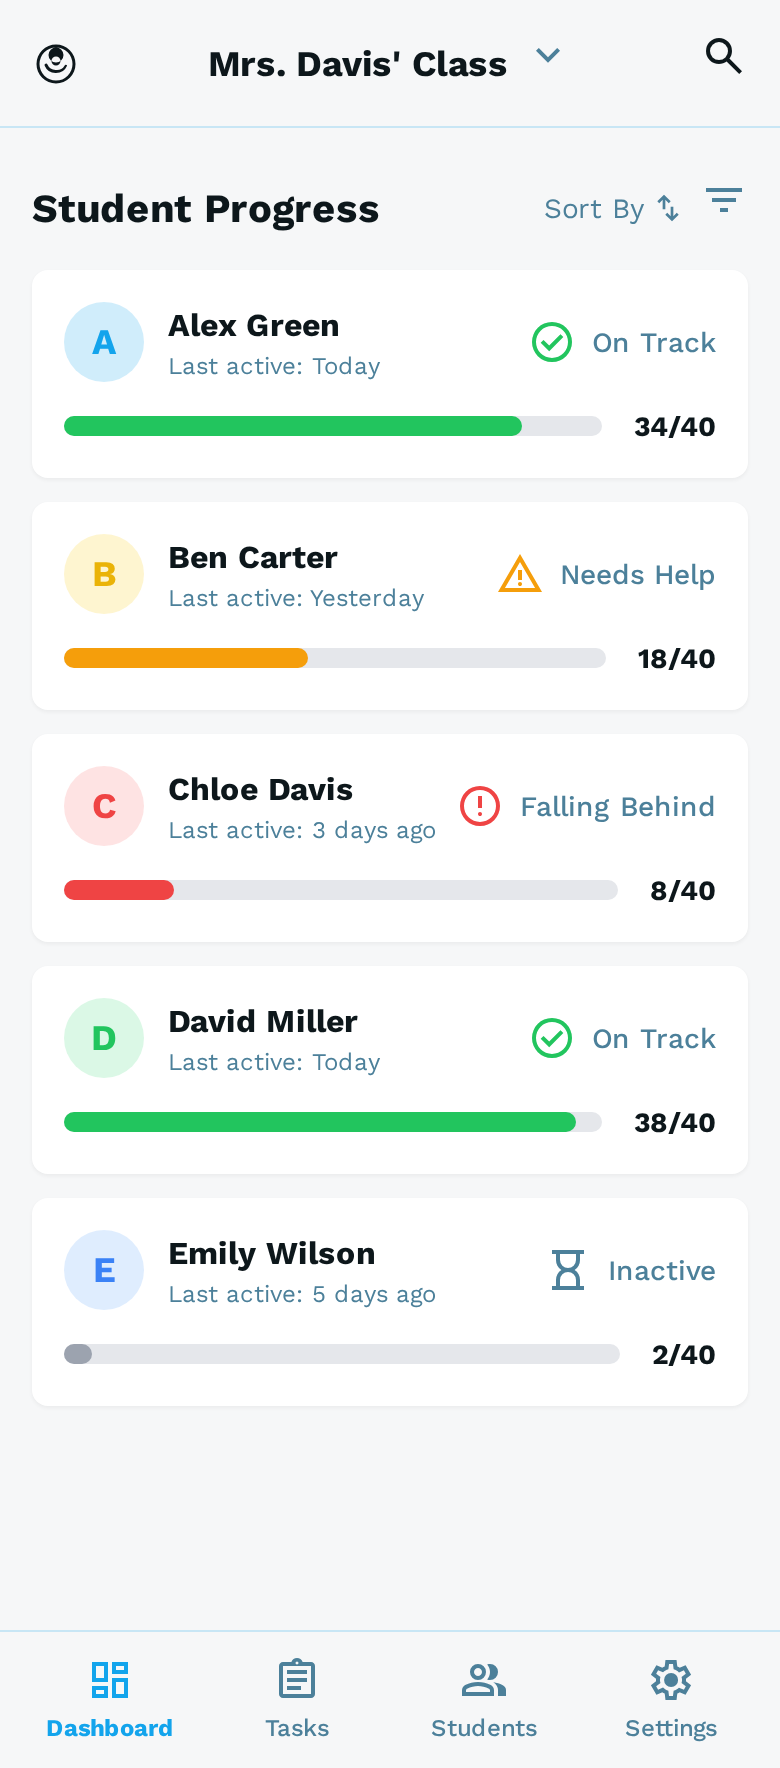 Mrs. Davis' Class
Student Progress
Sort By
A
Alex Green
Last active: Today
On Track
34/40
B
Ben Carter
Last active: Yesterday
Needs Help
18/40
C
Chloe Davis
Last active: 3 days ago
Falling Behind
8/40
D
David Miller
Last active: Today
On Track
38/40
E
Emily Wilson
Last active: 5 days ago
Inactive
2/40
Dashboard
Tasks
Students
Settings